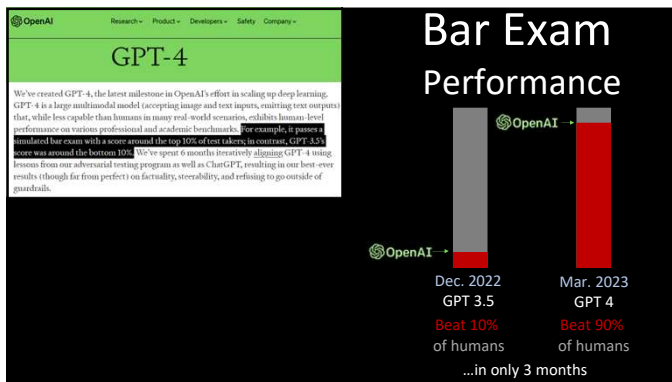 OpenAI
Research Product Developers Safety Company
GPT-4
We've created GPT-4, the latest milestone in OpenAI's effort in scaling up deep learning.
GPT-4 is a large multimodal model (accepting image and text inputs, emitting text outputs)
that, while less capable than humans in many real-world scenarios, exhibits human-level
performance on various professional and academic benchmarks. For example, it passes a
simulated bar exam with a score around the top 10% of test takers; in contrast, GPT-3.5's
score was around the bottom 10%. We've spent 6 months iteratively aligning GPT-4 using
lessons from our adversarial testing program as well as ChatGPT, resulting in our best-ever
results (though far from perfect) on factuality, steerability, and refusing to go outside of
guardrails.
Bar Exam
Performance
OpenAI
OpenAI
Dec. 2022
GPT 3.5
Beat 10%
of humans
Mar. 2023
GPT 4
Beat 90%
of humans
...in only 3 months